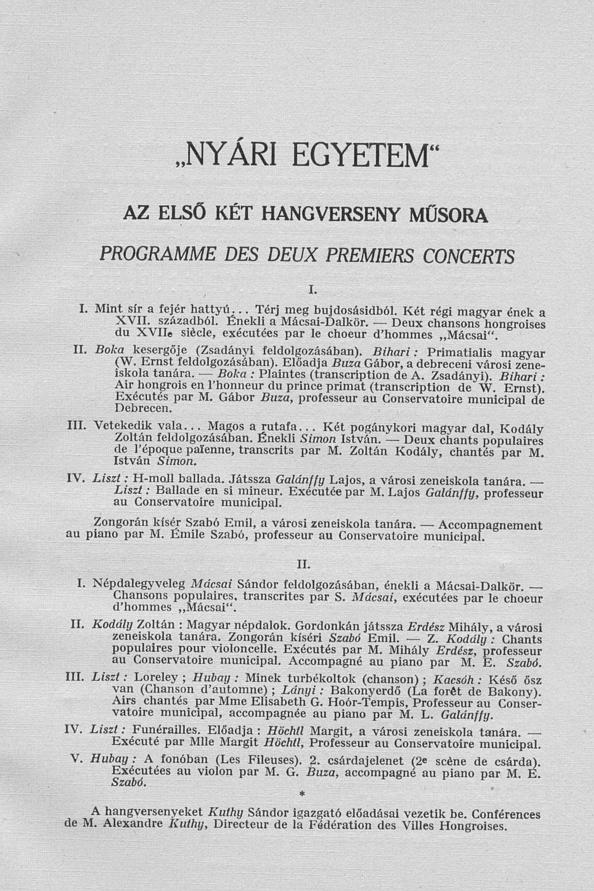 „NYÁRI EGYETEM“
AZ ELSŐ KÉT HANGVERSENY MŰSORA
PROGRAMME DES DEUX PREMIERS CONCERTS
I.
I. Mint sír a fejér hattyú... Térj meg bujdosásidból. Két régi magyar ének a
XVII. századból. Énekli a Mácsai-Dalkör. — Deux chansons hongroises
du XVIIe siècle, exécutées par le choeur d'hommes „Mácsai“.
II. Boka kesergője (Zsadányi feldolgozásában). Bihari : Primatialis magyar
(W. Ernst feldolgozásában). Előadja Buza Gábor, a debreceni városi zene-
iskola tanára. — Boka : Plaintes (transcription de A. Zsadányi). Bihari :
Air hongrois en l'honneur du prince primat (transcription de W. Ernst).
Exécutés par M. Gábor Buza, professeur au Conservatoire municipal de
Debrecen.
III. Vetekedik vala... Magos a rutafa... Két pogánykori magyar dal, Kodály
Zoltán feldolgozásában. Énekli Simon István. — Deux chants populaires
de l'époque païenne, transcrits par M. Zoltán Kodály, chantés par M.
István Simon.
IV. Liszt : H-moll ballada. Játssza Galánffy Lajos, a városi zeneiskola tanára. —
Liszt : Ballade en si mineur. Exécutée par M. Lajos Galánffy, professeur
au Conservatoire municipal.
Zongorán kísér Szabó Emil, a városi zeneiskola tanára. — Accompagnement
au piano par M. Émile Szabó, professeur au Conservatoire municipal.
II.
I. Népdalegyveleg Mácsai Sándor feldolgozásában, énekli a Mácsai-Dalkör. —
Chansons populaires, transcrites par S. Mácsai, exécutées par le choeur
d'hommes „Mácsai“.
II. Kodály Zoltán : Magyar népdalok. Gordonkán játssza Erdész Mihály, a városi
zeneiskola tanára. Zongorán kíséri Szabó Emil. — Z. Kodály : Chants
populaires pour violoncelle. Exécutés par M. Mihály Erdész, professeur
au Conservatoire municipal. Accompagné au piano par M. E. Szabó.
III. Liszt : Loreley ; Hubay : Minek turbékoltok (chanson) ; Kacsóh : Késő ősz
van (Chanson d'automne) ; Lányi : Bakonyerdő (La forêt de Bakony).
Airs chantés par Mme Elisabeth G. Hoór-Tempis, Professeur au Conser-
vatoire municipal, accompagnée au piano par M. L. Galánffy.
IV. Liszt : Funérailles. Előadja : Höchtl Margit, a városi zeneiskola tanára. —
Exécuté par Mlle Margit Höchtl, Professeur au Conservatoire municipal.
V. Hubay : A fonóban (Les Fileuses). 2. csárdajelenet (2e scène de csárda).
Exécutées au violon par M. G. Buza, accompagné au piano par M. E.
Szabó.
*
A hangversenyeket Kuthy Sándor igazgató előadásai vezetik be. Conférences
de M. Alexandre Kuthy, Directeur de la Fédération des Villes Hongroises.